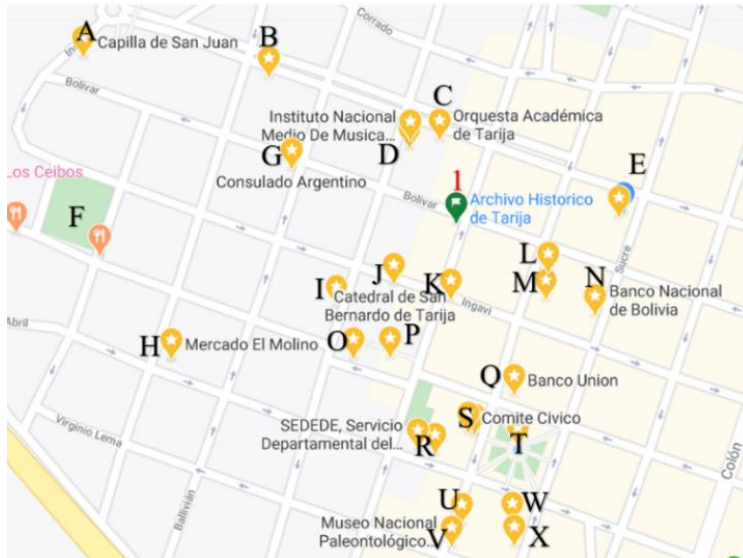 Corrado
A
Capilla de San Juan
B
Ing
Bolivar
C
Instituto Nacional
Medio De Musica...
Orquesta Académica
de Tarija
D
G
Consulado Argentino
E
Los Ceibos
1
Bolivar
Archivo Historico
de Tarija
F
Sucre
L
J
K
M
N
I
Catedral de San
Bernardo de Tarija
Ingavi
Banco Nacional
de Bolivia
Abril
H
Mercado El Molino
O
P
Q
Banco Union
Virginio Lema
SEDEDE, Servicio
Departamental del...
R
S
Comite Civico
T
Colón
Ballivián
U
W
Museo Nacional
Paleontológico...
V
X